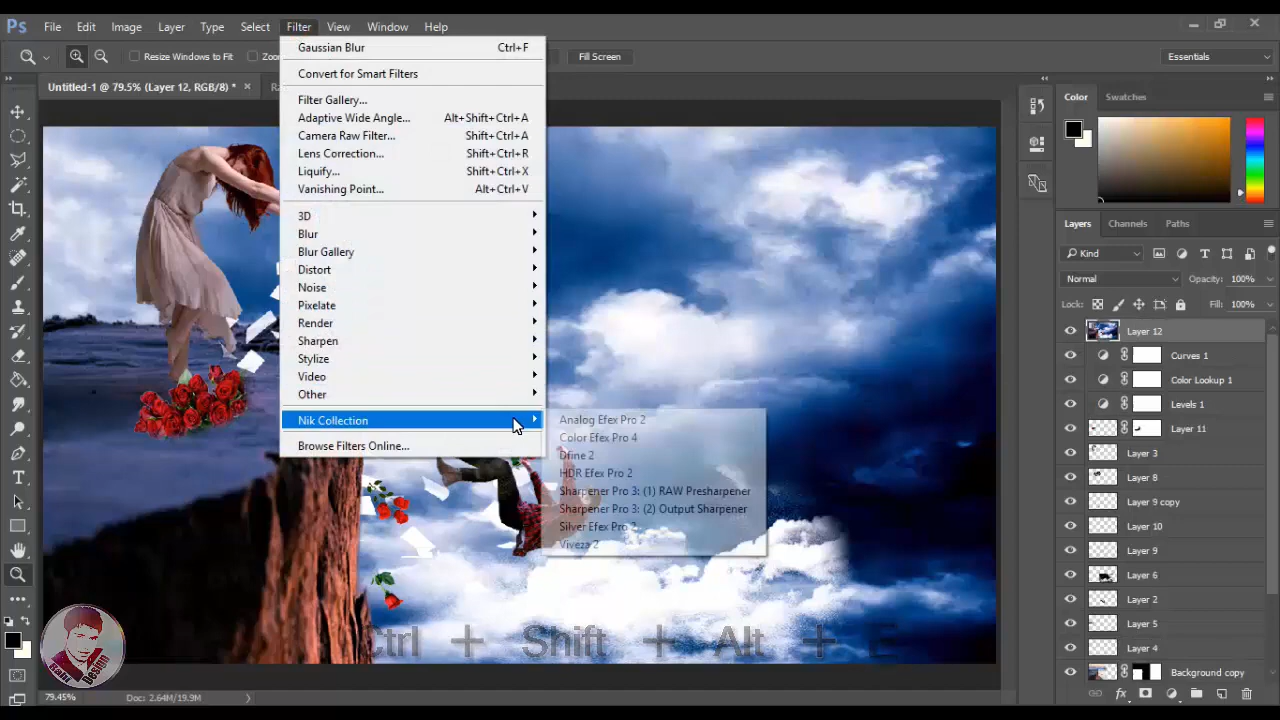 Ps File Edit Image Layer Type Select Filter View Window Help
Resize Windows to Fit Zoo Fill Screen Essentials
Untitled-1 @ 79.5% (Layer 12, RGB/8) * × Ra
Gaussian Blur Ctrl+F
Convert for Smart Filters
Filter Gallery...
Adaptive Wide Angle... Alt+Shift+Ctrl+A
Camera Raw Filter... Shift+Ctrl+A
Lens Correction... Shift+Ctrl+R
Liquify... Shift+Ctrl+X
Vanishing Point... Alt+Ctrl+V
3D
Blur
Blur Gallery
Distort
Noise
Pixelate
Render
Sharpen
Stylize
Video
Other
Nik Collection
Browse Filters Online...
Analog Efex Pro 2
Color Efex Pro 4
Dfine 2
HDR Efex Pro 2
Sharpener Pro 3: (1) RAW Presharpener
Sharpener Pro 3: (2) Output Sharpener
Silver Efex Pro 2
Viveza 2
Color Swatches
Layers Channels Paths
Kind
Normal Opacity: 100%
Lock: Fill: 100%
Layer 12
Curves 1
Color Lookup 1
Levels 1
Layer 11
Layer 3
Layer 8
Layer 9 copy
Layer 10
Layer 9
Layer 6
Layer 2
Layer 5
Layer 4
Background copy
fx
Ctrl + Shift + Alt + E
79.45% Doc: 2.64M/19.9M